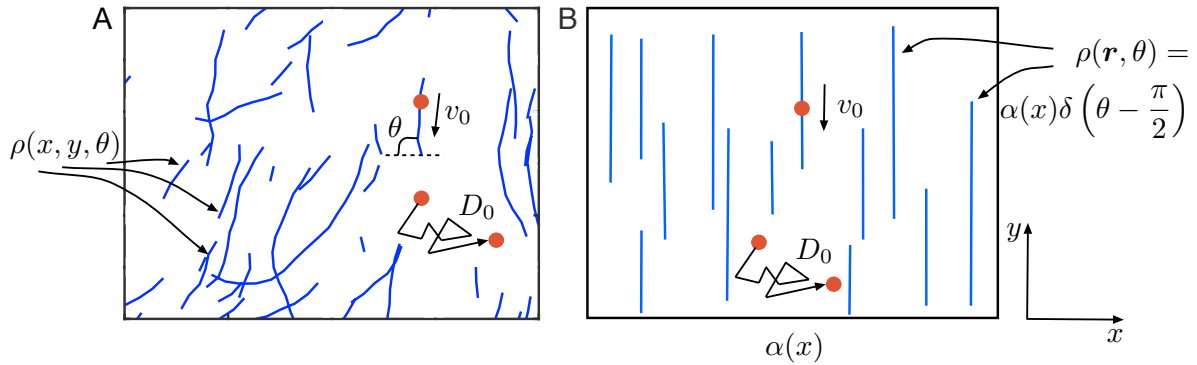 A
B
ρ(r, θ) =
α(x)δ(θ − π/2)
v₀
v₀
θ
ρ(x, y, θ)
D₀
D₀
y
x
α(x)